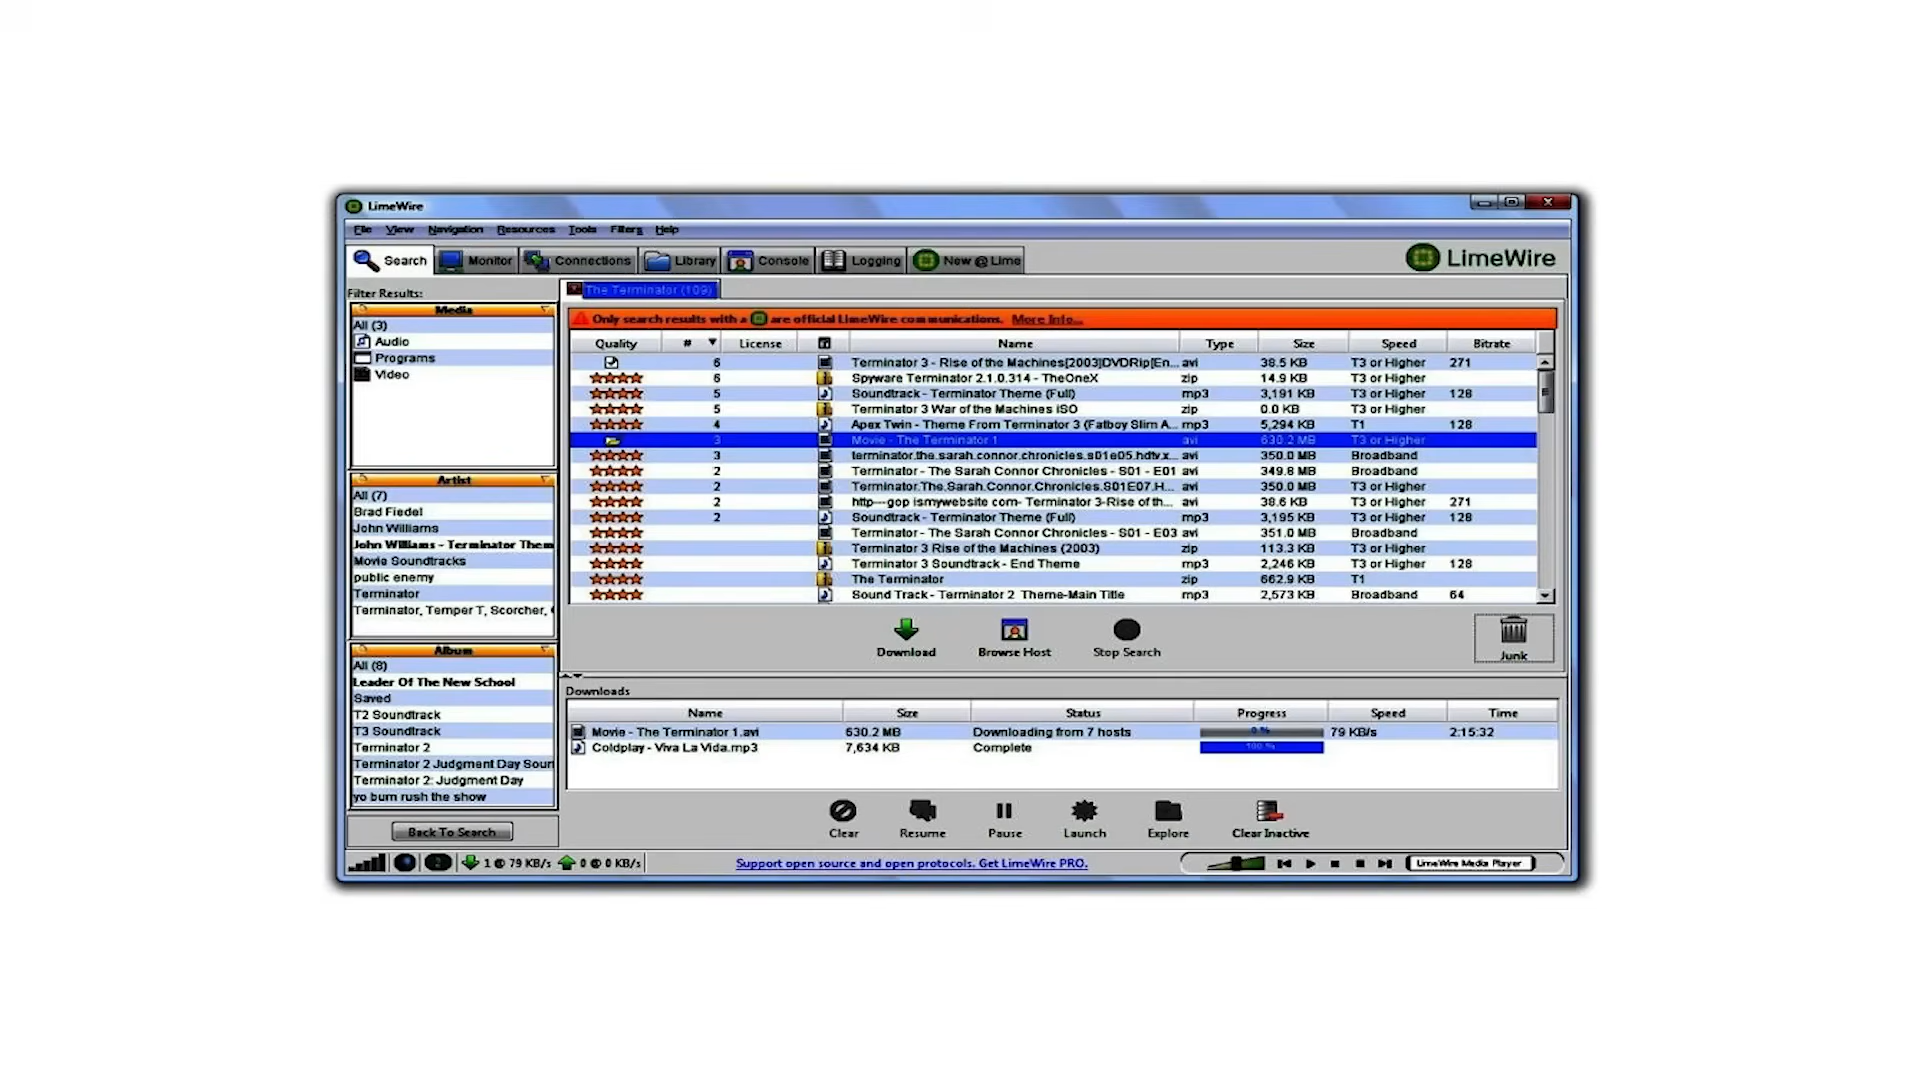 LimeWire
File View Navigation Resources Tools Filters Help
Search Monitor Connections Library Console Logging New @ Lime LimeWire
Filter Results:
Media
All (3)
Audio
Programs
Video
Artist
All (7)
Brad Fiedel
John Williams
John Williams - Terminator Them
Movie Soundtracks
public enemy
Terminator
Terminator, Temper T, Scorcher,
Album
All (8)
Leader Of The New School
Saved
T2 Soundtrack
T3 Soundtrack
Terminator 2
Terminator 2 Judgment Day Soun
Terminator 2: Judgment Day
yo bum rush the show
Back To Search
The Terminator (109)
Only search results with a are official LimeWire communications. More Info...
Quality # License Name Type Size Speed Bitrate
6 Terminator 3 - Rise of the Machines[2003]DVDRip[En... avi 38.5 KB T3 or Higher 271
6 Spyware Terminator 2.1.0.314 - TheOneX zip 14.9 KB T3 or Higher
5 Soundtrack - Terminator Theme (Full) mp3 3,191 KB T3 or Higher 128
5 Terminator 3 War of the Machines ISO zip 0.0 KB T3 or Higher
4 Apex Twin - Theme From Terminator 3 (Fatboy Slim A... mp3 5,294 KB T1 128
3 Movie - The Terminator 1 avi 630.2 MB T3 or Higher
3 terminator.the.sarah.connor.chronicles.s01e05.hdtv.x... avi 350.0 MB Broadband
2 Terminator - The Sarah Connor Chronicles - S01 - E01 avi 349.8 MB Broadband
2 Terminator.The.Sarah.Connor.Chronicles.S01E07.H... avi 350.0 MB T3 or Higher
2 http---gop ismywebsite com- Terminator 3-Rise of th... avi 38.6 KB T3 or Higher 271
2 Soundtrack - Terminator Theme (Full) mp3 3,195 KB T3 or Higher 128
Terminator - The Sarah Connor Chronicles - S01 - E03 avi 351.0 MB Broadband
Terminator 3 Rise of the Machines (2003) zip 113.3 KB T3 or Higher
Terminator 3 Soundtrack - End Theme mp3 2,246 KB T3 or Higher 128
The Terminator zip 662.9 KB T1
Sound Track - Terminator 2 Theme-Main Title mp3 2,573 KB Broadband 64
Download Browse Host Stop Search Junk
Downloads
Name Size Status Progress Speed Time
Movie - The Terminator 1.avi 630.2 MB Downloading from 7 hosts 0 % 79 KB/s 2:15:32
Coldplay - Viva La Vida.mp3 7,634 KB Complete 100 %
Clear Resume Pause Launch Explore Clear Inactive
1 @ 79 KB/s 0 @ 0 KB/s Support open source and open protocols. Get LimeWire PRO. LimeWire Media Player